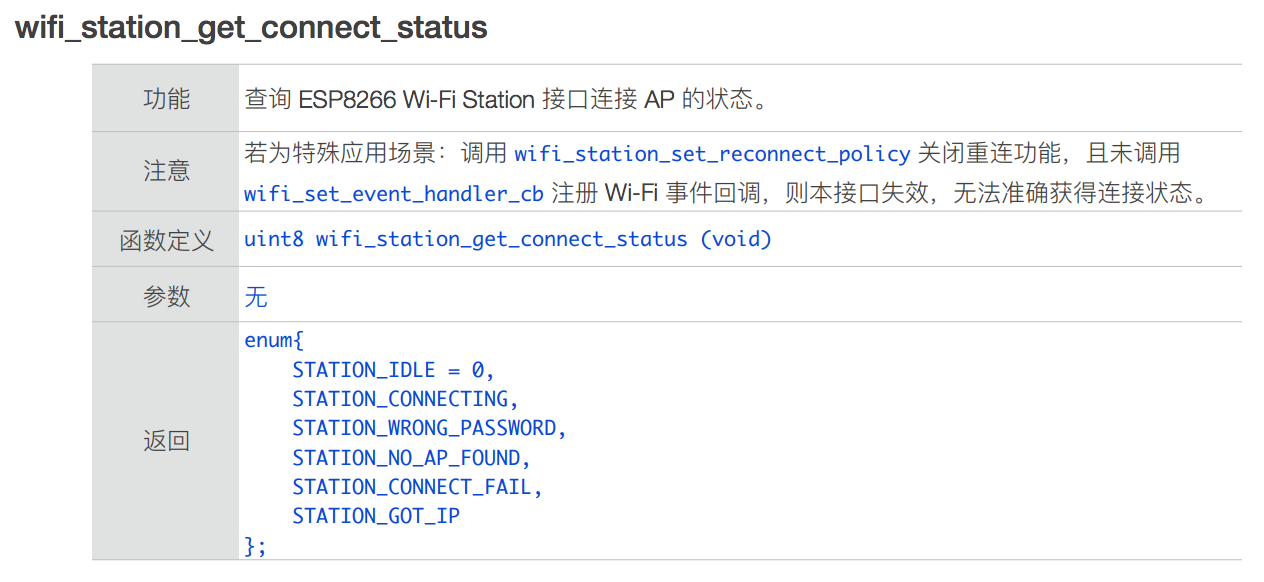 wifi_station_get_connect_status
功能
查询 ESP8266 Wi-Fi Station 接口连接 AP 的状态。
注意
若为特殊应用场景：调用 wifi_station_set_reconnect_policy 关闭重连功能，且未调用
wifi_set_event_handler_cb 注册 Wi-Fi 事件回调，则本接口失效，无法准确获得连接状态。
函数定义
uint8 wifi_station_get_connect_status (void)
参数
无
返回
enum{
STATION_IDLE = 0,
STATION_CONNECTING,
STATION_WRONG_PASSWORD,
STATION_NO_AP_FOUND,
STATION_CONNECT_FAIL,
STATION_GOT_IP
};